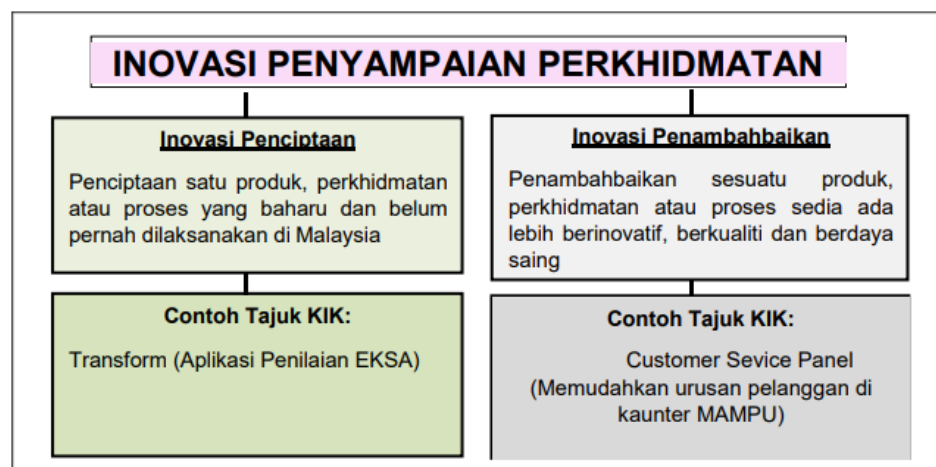 INOVASI PENYAMPAIAN PERKHIDMATAN
Inovasi Penciptaan
Penciptaan satu produk, perkhidmatan
atau proses yang baharu dan belum
pernah dilaksanakan di Malaysia
Contoh Tajuk KIK:
Transform (Aplikasi Penilaian EKSA)
Inovasi Penambahbaikan
Penambahbaikan sesuatu produk,
perkhidmatan atau proses sedia ada
lebih berinovatif, berkualiti dan berdaya
saing
Contoh Tajuk KIK:
Customer Sevice Panel
(Memudahkan urusan pelanggan di
kaunter MAMPU)